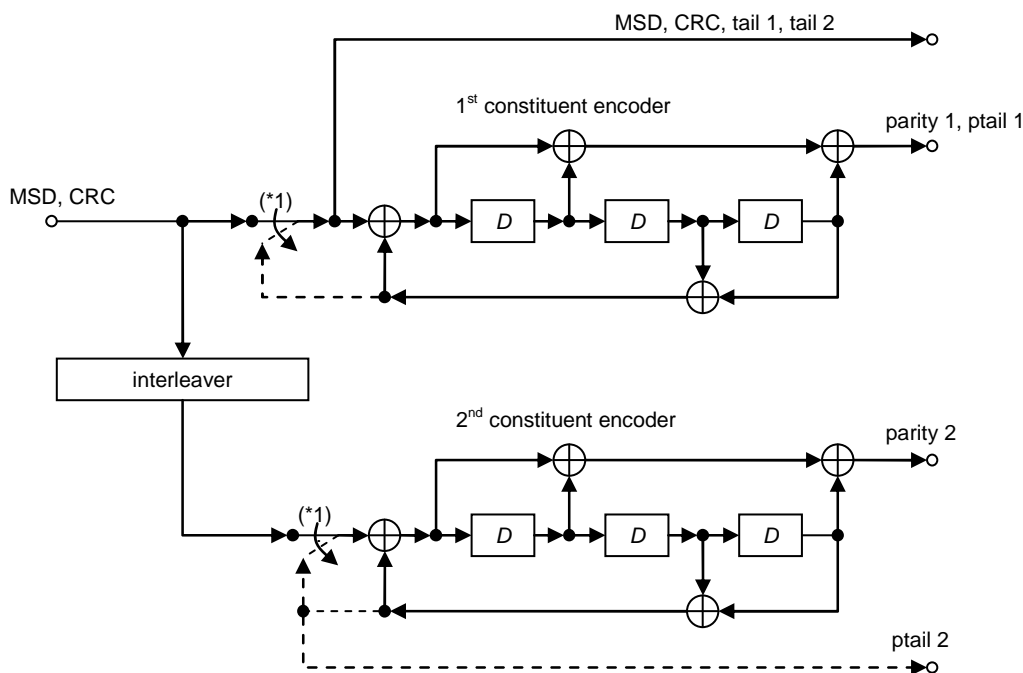 MSD, CRC, tail 1, tail 2
1st constituent encoder
parity 1, ptail 1
MSD, CRC
(*1)
D
D
D
interleaver
2nd constituent encoder
parity 2
(*1)
D
D
D
ptail 2